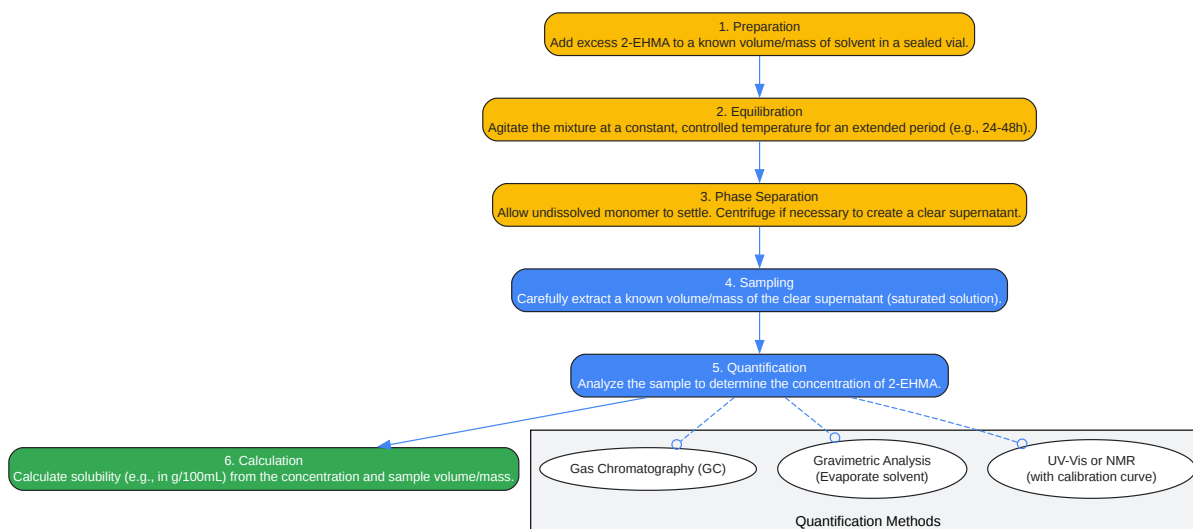 1. Preparation
Add excess 2-EHMA to a known volume/mass of solvent in a sealed vial.
2. Equilibration
Agitate the mixture at a constant, controlled temperature for an extended period (e.g., 24-48h).
3. Phase Separation
Allow undissolved monomer to settle. Centrifuge if necessary to create a clear supernatant.
4. Sampling
Carefully extract a known volume/mass of the clear supernatant (saturated solution).
5. Quantification
Analyze the sample to determine the concentration of 2-EHMA.
6. Calculation
Calculate solubility (e.g., in g/100mL) from the concentration and sample volume/mass.
Gas Chromatography (GC)
Gravimetric Analysis
(Evaporate solvent)
UV-Vis or NMR
(with calibration curve)
Quantification Methods